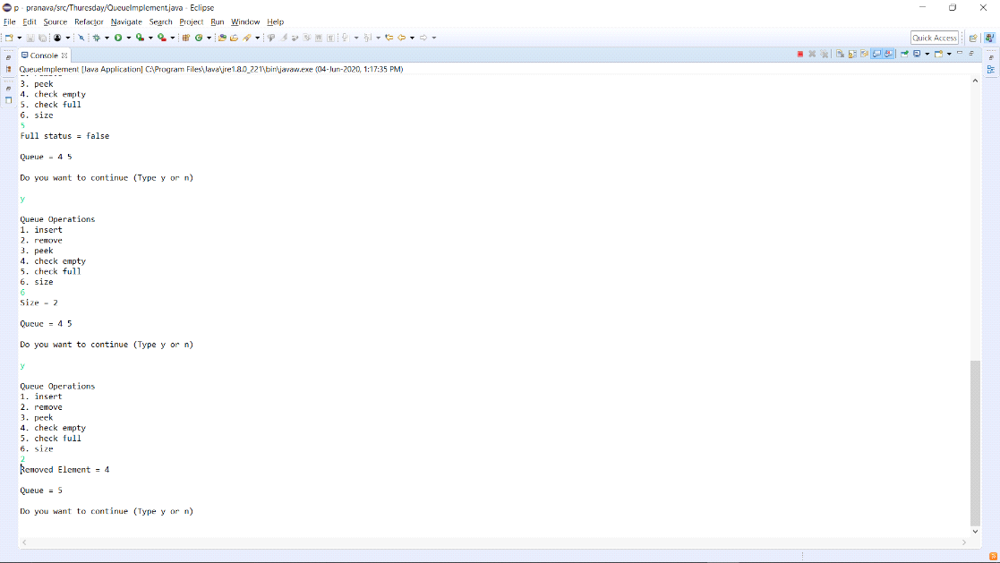 p - pranava/src/Thuresday/QueueImplement.java - Eclipse
File Edit Source Refactor Navigate Search Project Run Window Help
Quick Access
Console
QueueImplement [Java Application] C:\Program Files\Java\jre1.8.0_221\bin\javaw.exe (04-Jun-2020, 1:17:35 PM)
3. peek
4. check empty
5. check full
6. size
5
Full status = false
Queue = 4 5
Do you want to continue (Type y or n)
y
Queue Operations
1. insert
2. remove
3. peek
4. check empty
5. check full
6. size
6
Size = 2
Queue = 4 5
Do you want to continue (Type y or n)
y
Queue Operations
1. insert
2. remove
3. peek
4. check empty
5. check full
6. size
2
Removed Element = 4
Queue = 5
Do you want to continue (Type y or n)